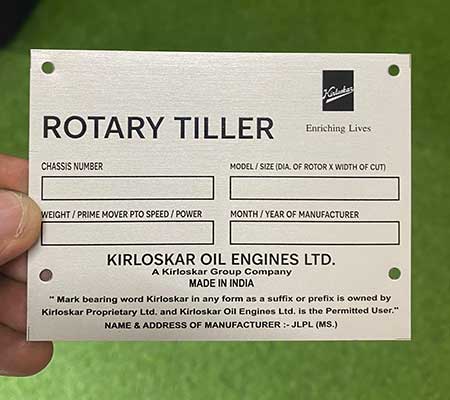 Kirloskar
Enriching Lives
ROTARY TILLER
CHASSIS NUMBER
MODEL / SIZE (DIA. OF ROTOR X WIDTH OF CUT)
WEIGHT / PRIME MOVER PTO SPEED / POWER
MONTH / YEAR OF MANUFACTURER
KIRLOSKAR OIL ENGINES LTD.
A Kirloskar Group Company
MADE IN INDIA
" Mark bearing word Kirloskar in any form as a suffix or prefix is owned by
Kirloskar Proprietary Ltd. and Kirloskar Oil Engines Ltd. is the Permitted User."
NAME & ADDRESS OF MANUFACTURER :- JLPL (MS.)